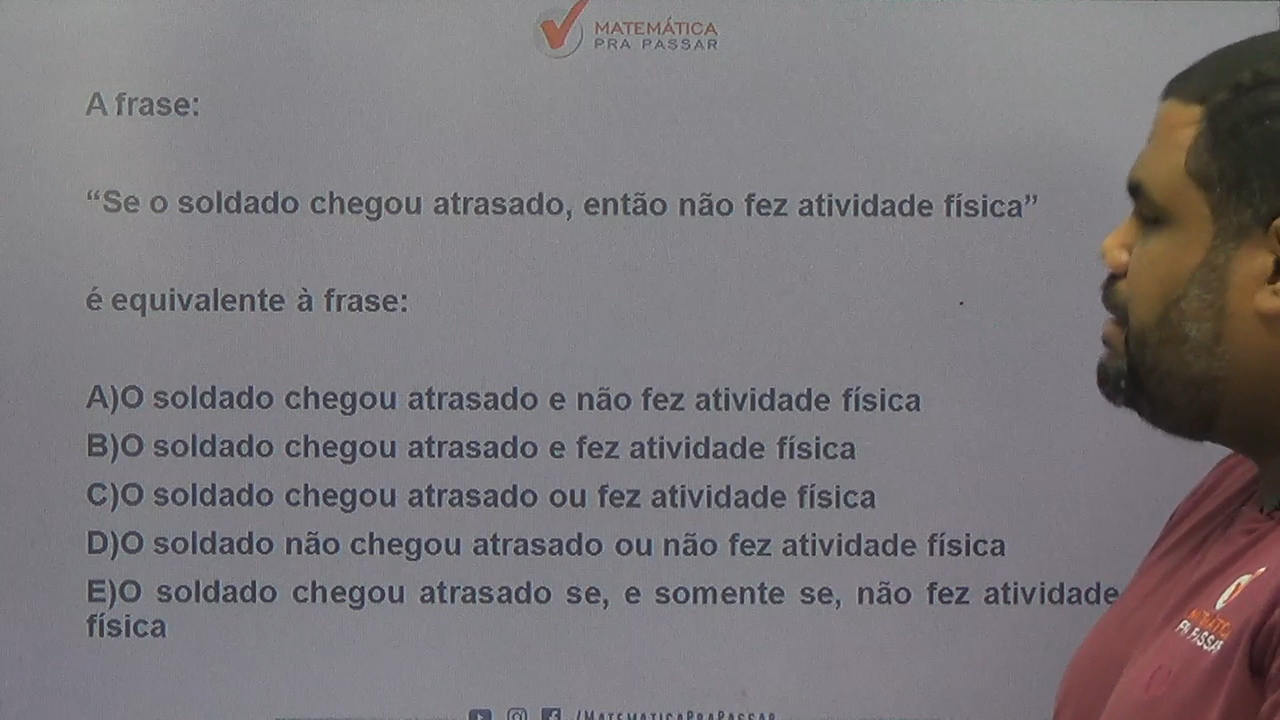 MATEMÁTICA
PRA PASSAR
A frase:
“Se o soldado chegou atrasado, então não fez atividade física”
é equivalente à frase:
A)O soldado chegou atrasado e não fez atividade física
B)O soldado chegou atrasado e fez atividade física
C)O soldado chegou atrasado ou fez atividade física
D)O soldado não chegou atrasado ou não fez atividade física
E)O soldado chegou atrasado se, e somente se, não fez atividade
física
PRA PASSAR
/MATEMATICAPRAPASSAR